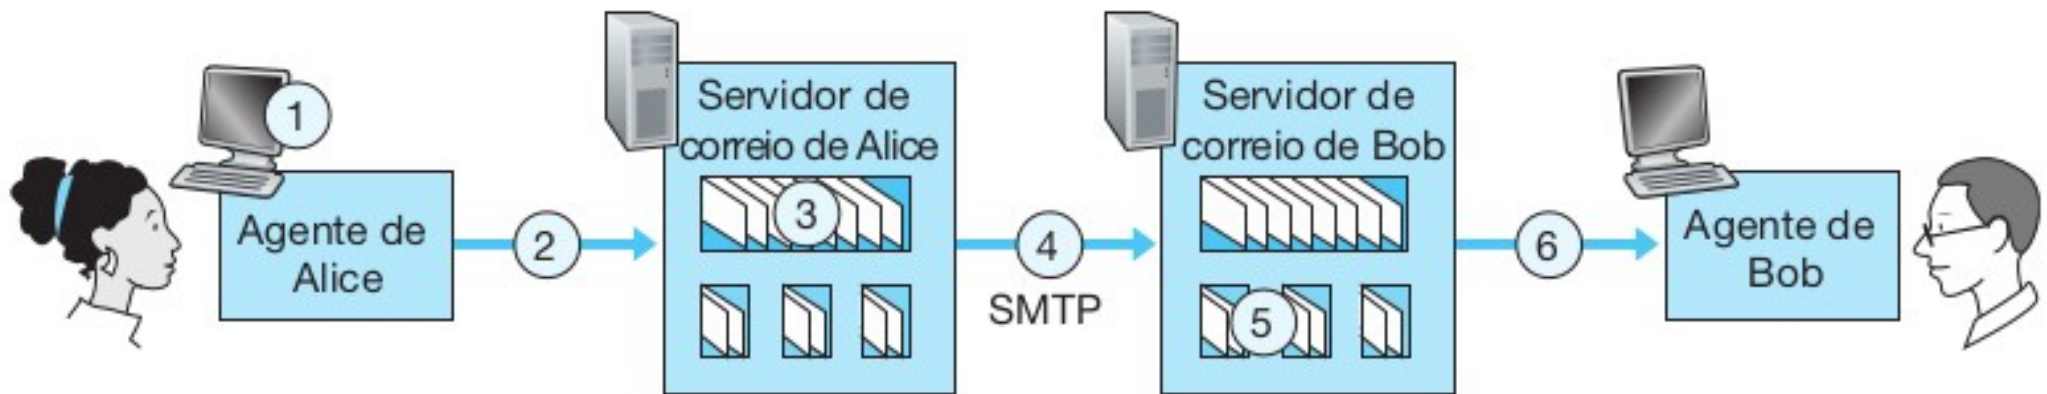 1
Agente de
Alice
2
Servidor de
correio de Alice
3
4
SMTP
Servidor de
correio de Bob
5
6
Agente de
Bob